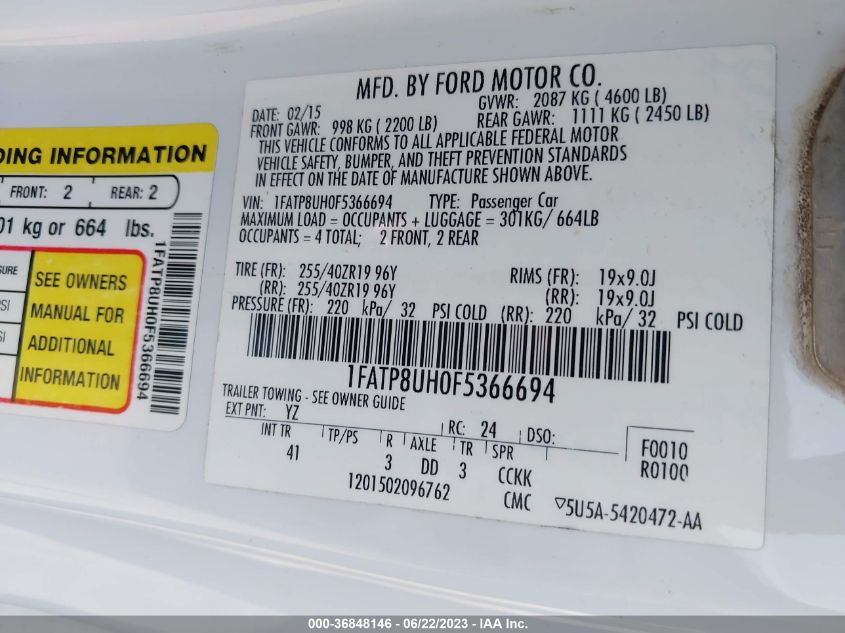 DING INFORMATION
FRONT: 2 REAR: 2
01 kg or 664 lbs.
SURE
PSI
SI
SEE OWNERS
MANUAL FOR
ADDITIONAL
INFORMATION
1FATP8UH0F5366694
MFD. BY FORD MOTOR CO.
DATE: 02/15 GVWR: 2087 KG ( 4600 LB)
FRONT GAWR: 998 KG ( 2200 LB) REAR GAWR: 1111 KG ( 2450 LB)
THIS VEHICLE CONFORMS TO ALL APPLICABLE FEDERAL MOTOR
VEHICLE SAFETY, BUMPER, AND THEFT PREVENTION STANDARDS
IN EFFECT ON THE DATE OF MANUFACTURE SHOWN ABOVE.
VIN: 1FATP8UH0F5366694 TYPE: Passenger Car
MAXIMUM LOAD = OCCUPANTS + LUGGAGE = 301KG/ 664LB
OCCUPANTS = 4 TOTAL; 2 FRONT, 2 REAR
TIRE (FR): 255/40ZR19 96Y RIMS (FR): 19x9.0J
(RR): 255/40ZR19 96Y (RR): 19x9.0J
PRESSURE (FR): 220 kPa/ 32 PSI COLD (RR): 220 kPa/ 32 PSI COLD
1FATP8UH0F5366694
TRAILER TOWING - SEE OWNER GUIDE
EXT PNT: YZ RC: 24 DSO:
INT TR TP/PS R AXLE TR SPR F0010
41 3 DD 3 CCKK R0100
1201502096762 CMC ▽5U5A-5420472-AA
000-36848146 - 06/22/2023 - IAA Inc.